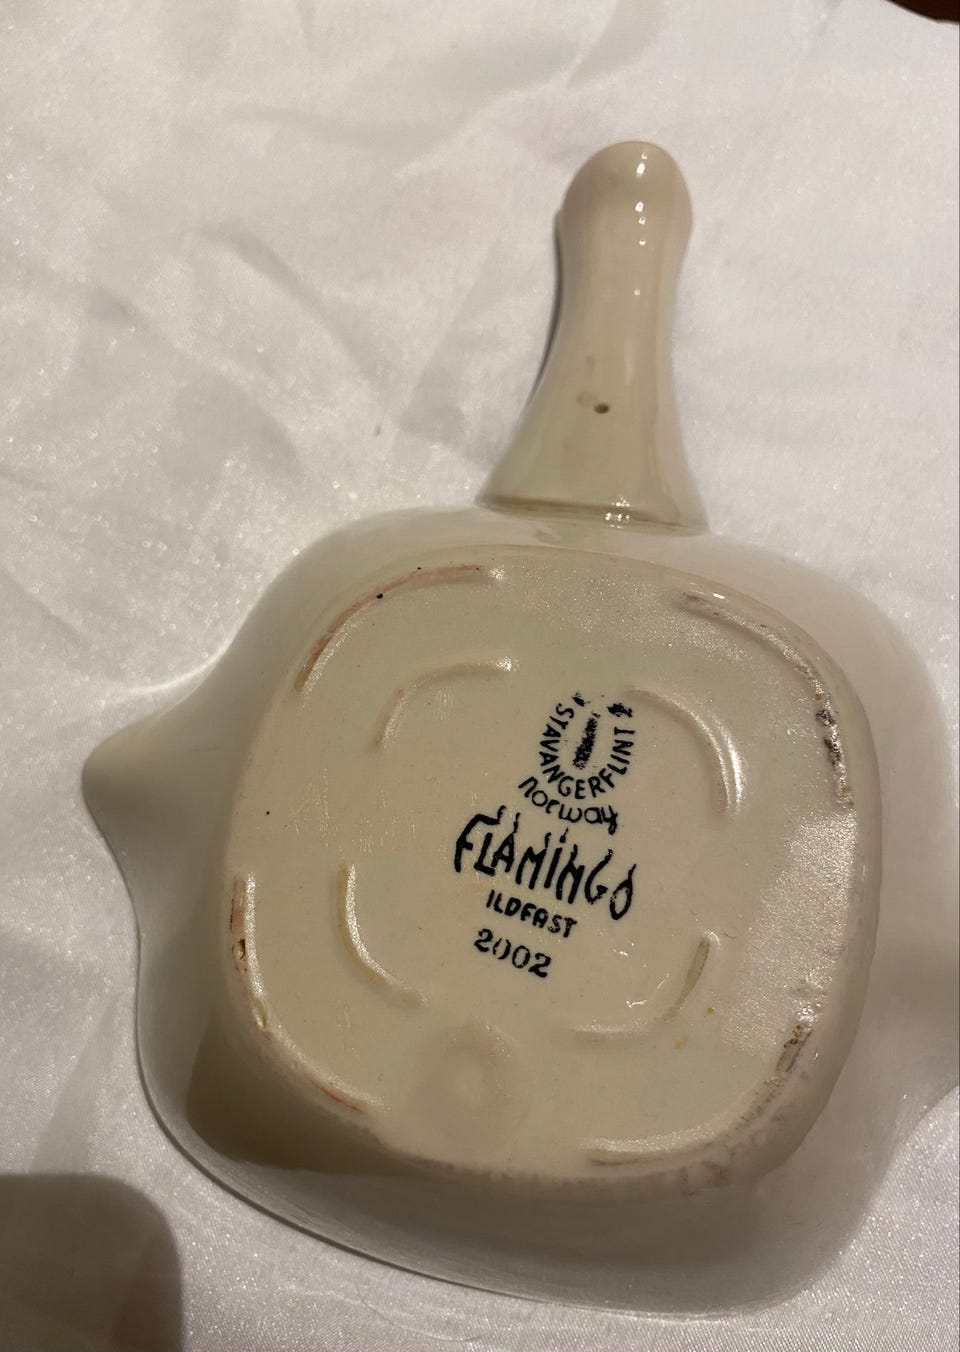 STAVANGERFLINT
norway
FLAMINGO
ILDFAST
2002